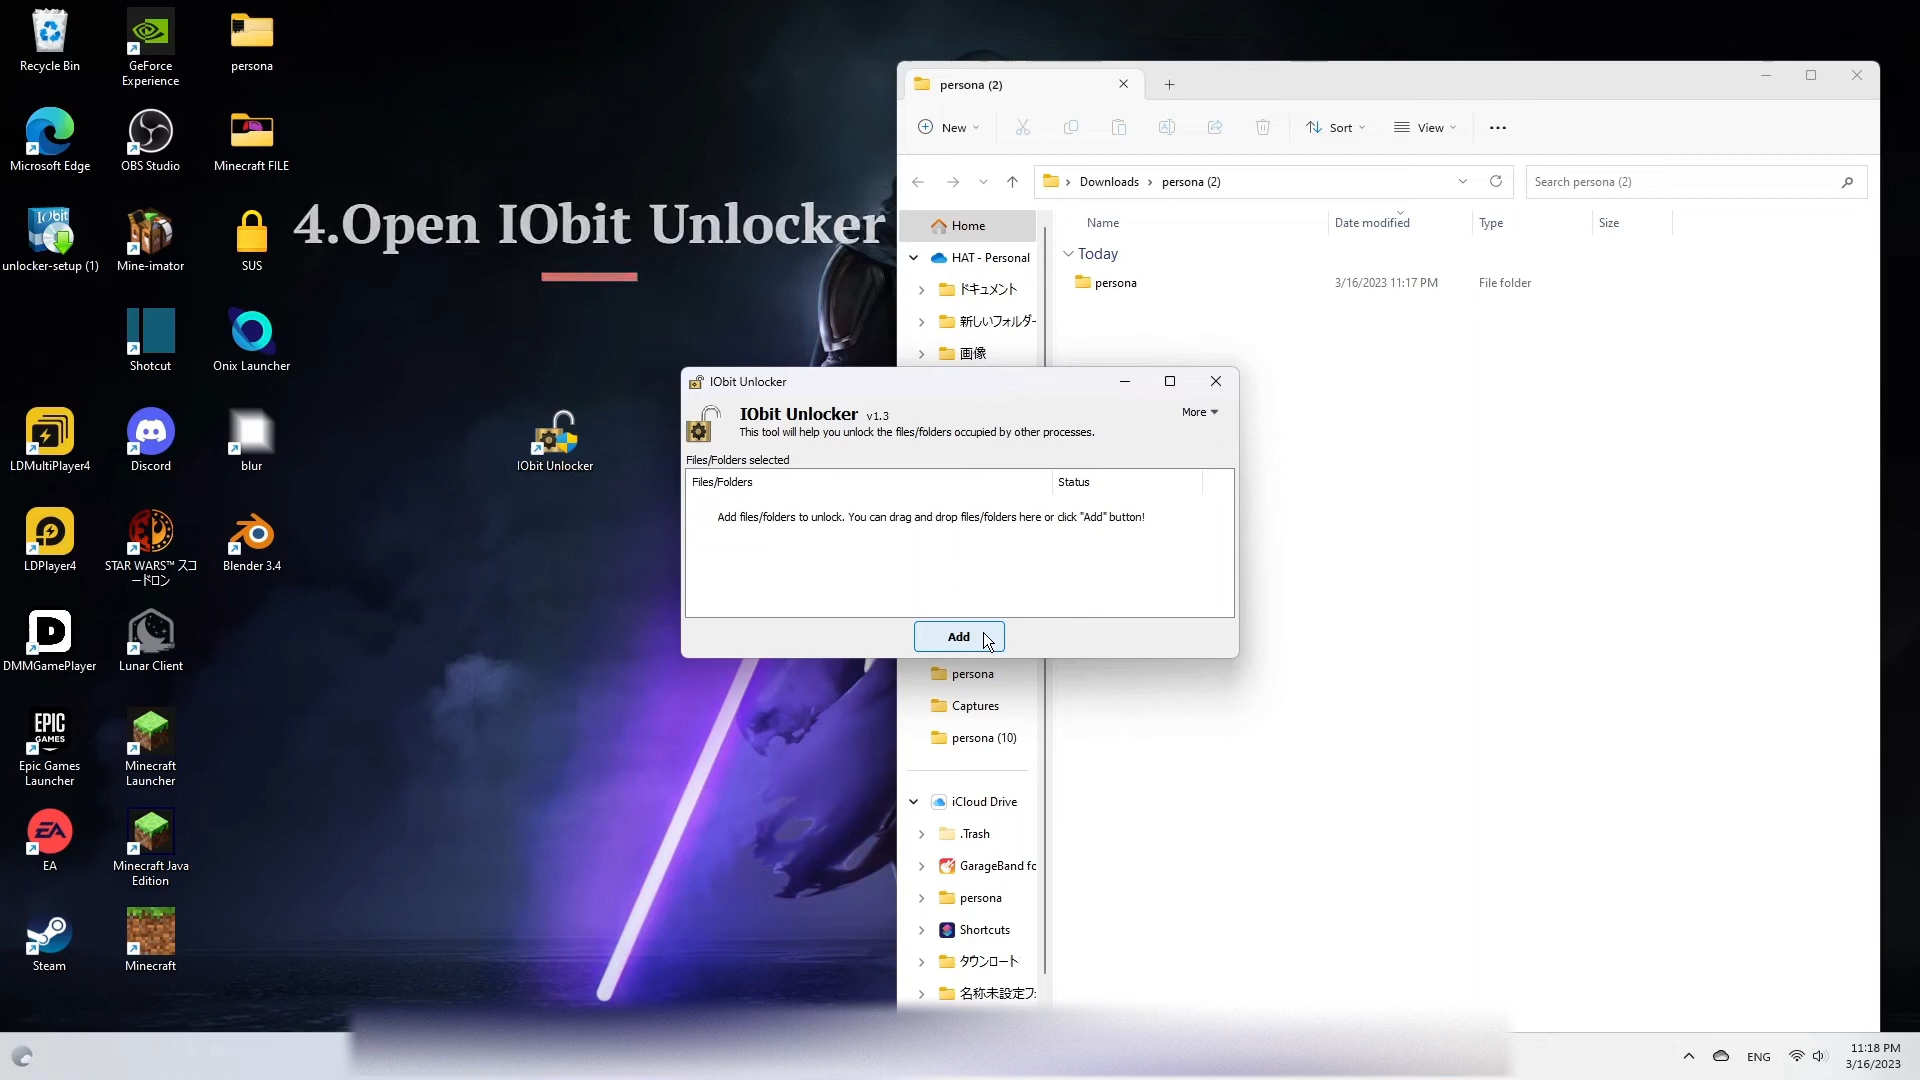 Recycle Bin
GeForce
Experience
persona
Microsoft Edge
OBS Studio
Minecraft FILE
IObit
unlocker-setup (1)
Mine-imator
SUS
Shotcut
Onix Launcher
LDMultiPlayer4
Discord
blur
LDPlayer4
STAR WARS™ スコ
ードロン
Blender 3.4
DMMGamePlayer
Lunar Client
EPIC
GAMES
Epic Games
Launcher
Minecraft
Launcher
EA
EA
Minecraft Java
Edition
Steam
Minecraft
4.Open IObit Unlocker
IObit Unlocker
persona (2)
New
Sort
View
Downloads
persona (2)
Search persona (2)
Name
Date modified
Type
Size
Today
persona
3/16/2023 11:17 PM
File folder
Home
HAT - Personal
ドキュメント
新しいフォルダー
画像
IObit Unlocker
IObit Unlocker v1.3
More
This tool will help you unlock the files/folders occupied by other processes.
Files/Folders selected
Files/Folders
Status
Add files/folders to unlock. You can drag and drop files/folders here or click "Add" button!
Add
persona
Captures
persona (10)
iCloud Drive
.Trash
GarageBand fo
persona
Shortcuts
ダウンロード
名称未設定フ
ENG
11:18 PM
3/16/2023